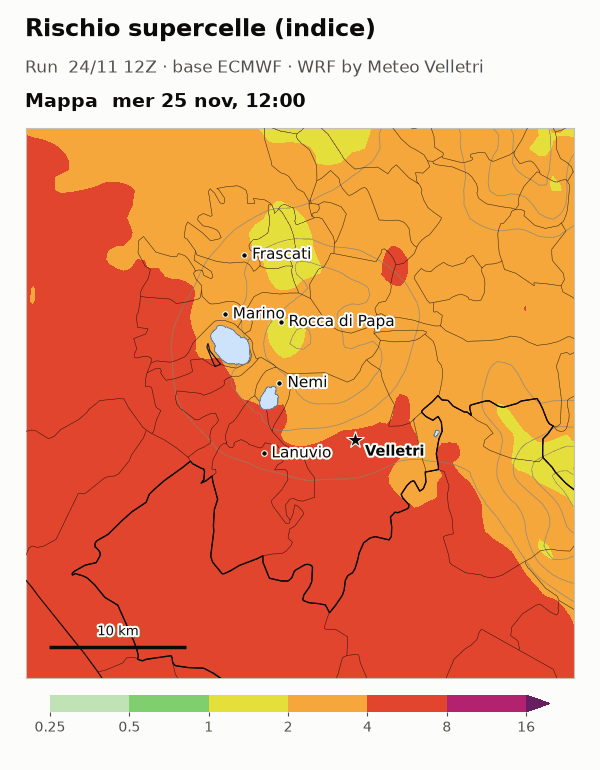 Rischio supercelle (indice)
Run  24/11 12Z · base ECMWF · WRF by Meteo Velletri
Mappa  mer 25 nov, 12:00
Frascati
Marino
Rocca di Papa
Nemi
Lanuvio
Velletri
10 km
0.25 0.5 1 2 4 8 16